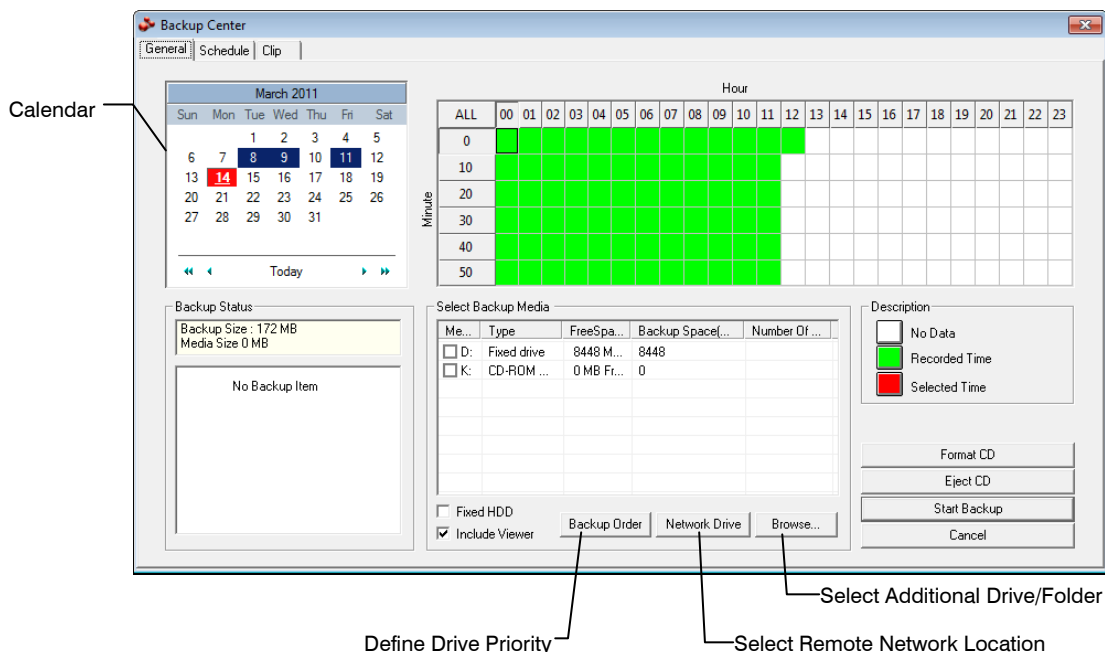 Backup Center
General Schedule Clip
Calendar
March 2011
Sun Mon Tue Wed Thu Fri Sat
1 2 3 4 5
6 7 8 9 10 11 12
13 14 15 16 17 18 19
20 21 22 23 24 25 26
27 28 29 30 31
Today
Hour
ALL 00 01 02 03 04 05 06 07 08 09 10 11 12 13 14 15 16 17 18 19 20 21 22 23
Minute
0
10
20
30
40
50
Backup Status
Backup Size : 172 MB
Media Size 0 MB
No Backup Item
Select Backup Media
Me... Type FreeSpa... Backup Space(... Number Of ...
D: Fixed drive 8448 M... 8448
K: CD-ROM ... 0 MB Fr... 0
Fixed HDD
Include Viewer
Backup Order Network Drive Browse...
Description
No Data
Recorded Time
Selected Time
Format CD
Eject CD
Start Backup
Cancel
Select Additional Drive/Folder
Define Drive Priority
Select Remote Network Location